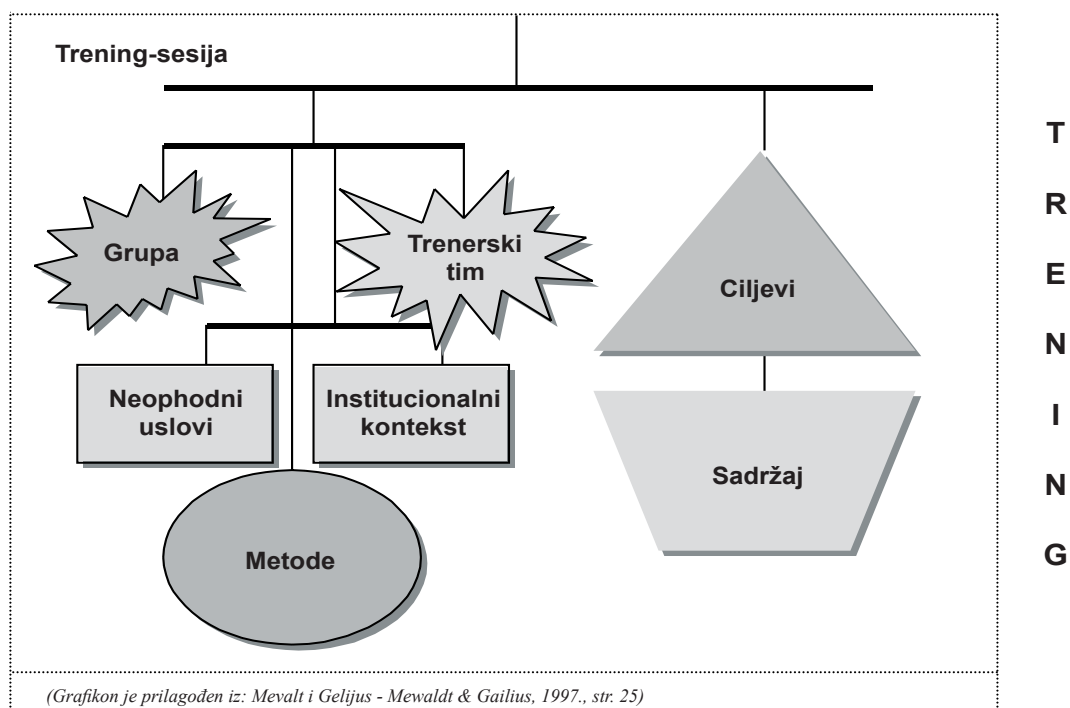 Trening-sesija
Grupa
Trenerski
tim
Ciljevi
Neophodni
uslovi
Institucionalni
kontekst
Sadržaj
Metode
T
R
E
N
I
N
G
(Grafikon je prilagođen iz: Mevalt i Gelijus - Mewaldt & Gailius, 1997., str. 25)